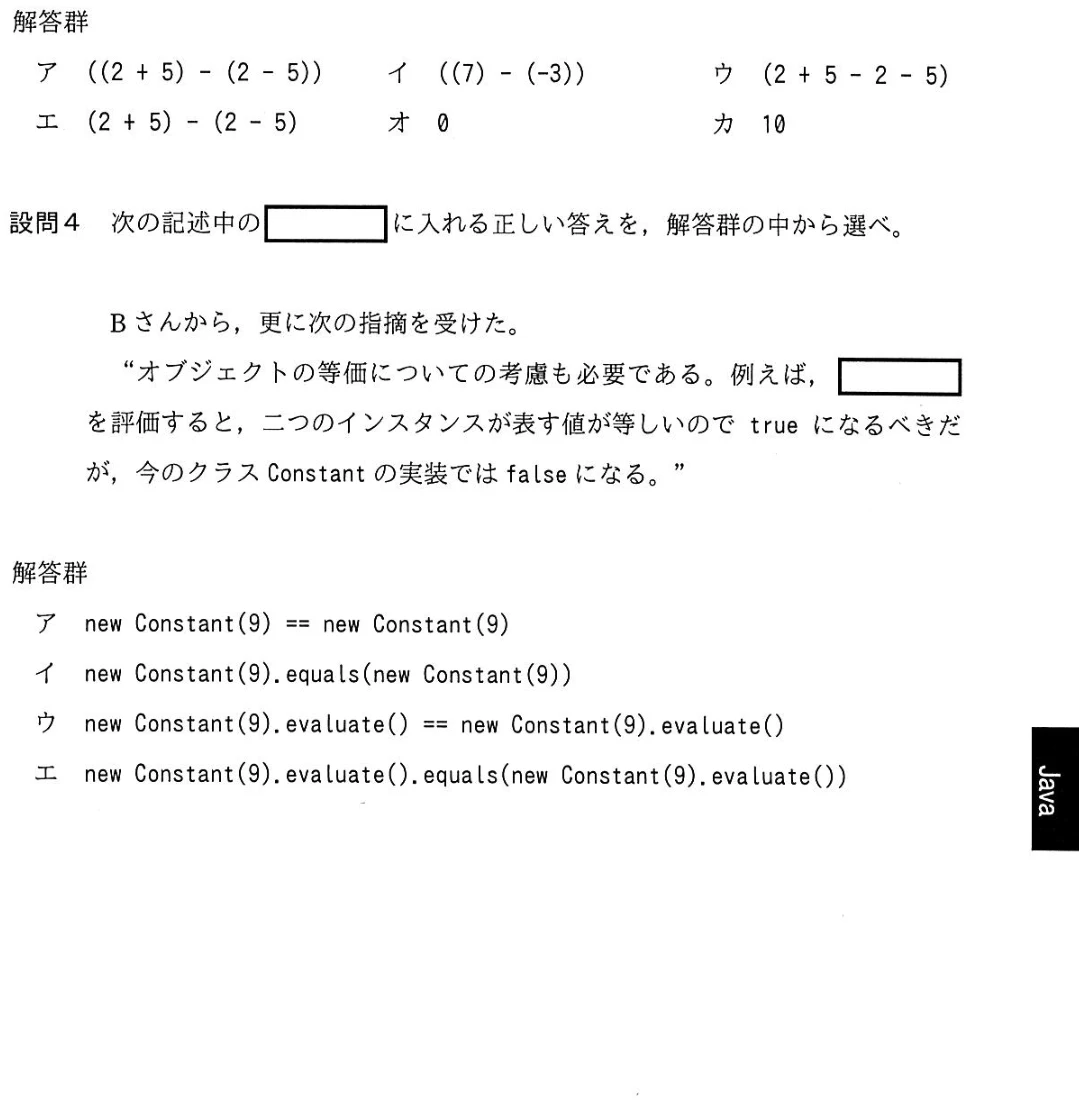 解答群
ア ((2 + 5) - (2 - 5)) イ ((7) - (-3)) ウ (2 + 5 - 2 - 5)
エ (2 + 5) - (2 - 5) オ 0 カ 10
設問4 次の記述中の に入れる正しい答えを，解答群の中から選べ。
Bさんから，更に次の指摘を受けた。
“オブジェクトの等価についての考慮も必要である。例えば，
を評価すると，二つのインスタンスが表す値が等しいので true になるべきだ
が，今のクラス Constant の実装では false になる。”
解答群
ア new Constant(9) == new Constant(9)
イ new Constant(9).equals(new Constant(9))
ウ new Constant(9).evaluate() == new Constant(9).evaluate()
エ new Constant(9).evaluate().equals(new Constant(9).evaluate())
Java